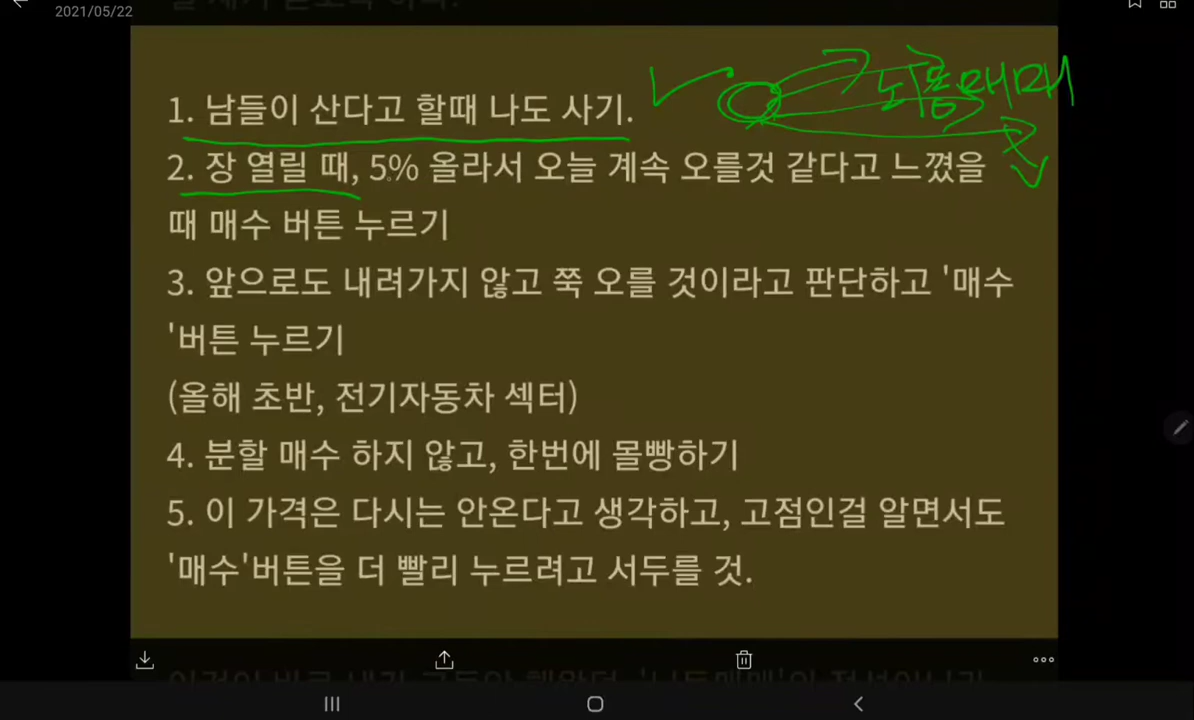 2021/05/22
1. 남들이 산다고 할때 나도 사기.
뇌동매매
2. 장 열릴 때, 5% 올라서 오늘 계속 오를것 같다고 느꼈을
때 매수 버튼 누르기
3. 앞으로도 내려가지 않고 쭉 오를 것이라고 판단하고 '매수
'버튼 누르기
(올해 초반, 전기자동차 섹터)
4. 분할 매수 하지 않고, 한번에 몰빵하기
5. 이 가격은 다시는 안온다고 생각하고, 고점인걸 알면서도
'매수'버튼을 더 빨리 누르려고 서두를 것.